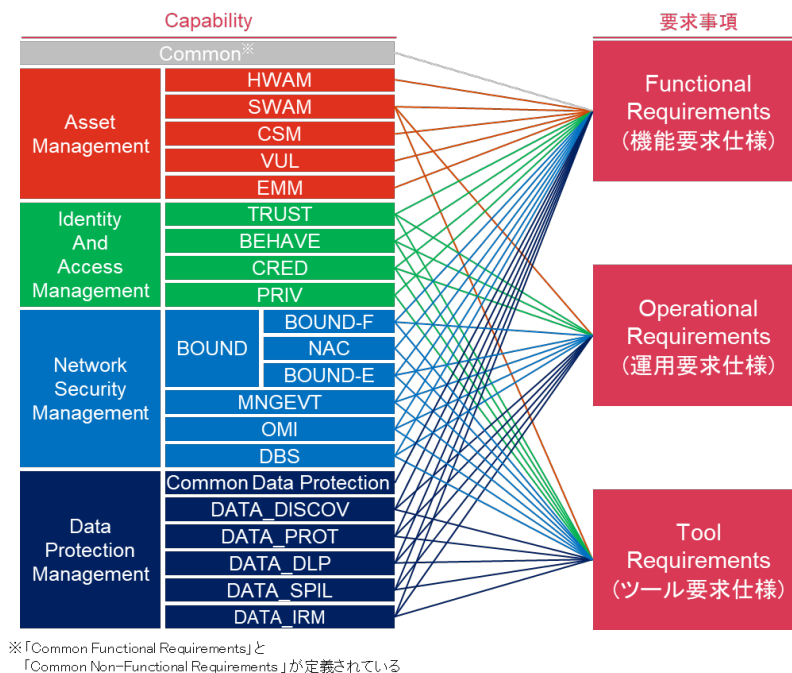 Capability
要求事項
Common※
Asset
Management
HWAM
SWAM
CSM
VUL
EMM
Identity
And
Access
Management
TRUST
BEHAVE
CRED
PRIV
Network
Security
Management
BOUND
BOUND-F
NAC
BOUND-E
MNGEVT
OMI
DBS
Data
Protection
Management
Common Data Protection
DATA_DISCOV
DATA_PROT
DATA_DLP
DATA_SPIL
DATA_IRM
Functional
Requirements
(機能要求仕様)
Operational
Requirements
(運用要求仕様)
Tool
Requirements
(ツール要求仕様)
※「Common Functional Requirements」と
「Common Non-Functional Requirements」が定義されている